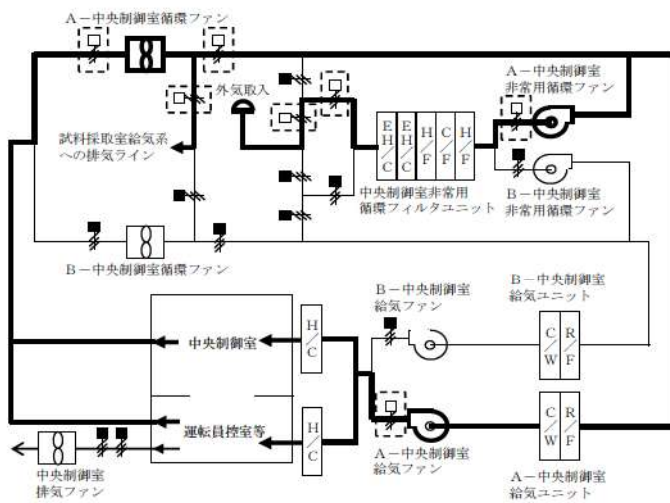 A－中央制御室循環ファン
外気取入
A－中央制御室
非常用循環ファン
試料採取室給気系
への排気ライン
EH/C
EH/C
H/F
C/F
H/F
中央制御室非常用
循環フィルタユニット
B－中央制御室
非常用循環ファン
B－中央制御室循環ファン
B－中央制御室
給気ファン
B－中央制御室
給気ユニット
中央制御室
H/C
C/W
R/F
運転員控室等
H/C
C/W
R/F
中央制御室
排気ファン
A－中央制御室
給気ファン
A－中央制御室
給気ユニット